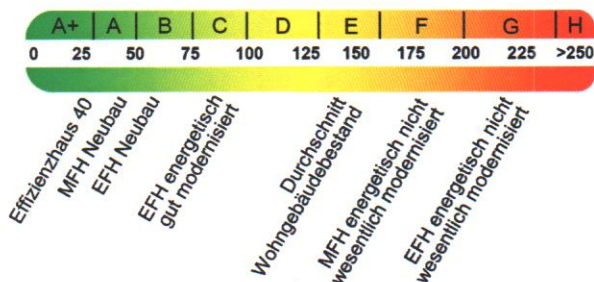 A+ A B C D E F G H
0 25 50 75 100 125 150 175 200 225 >250
Effizienzhaus 40
MFH Neubau
EFH Neubau
EFH energetisch
gut modernisiert
Durchschnitt
Wohngebäudebestand
MFH energetisch nicht
wesentlich modernisiert
EFH energetisch nicht
wesentlich modernisiert